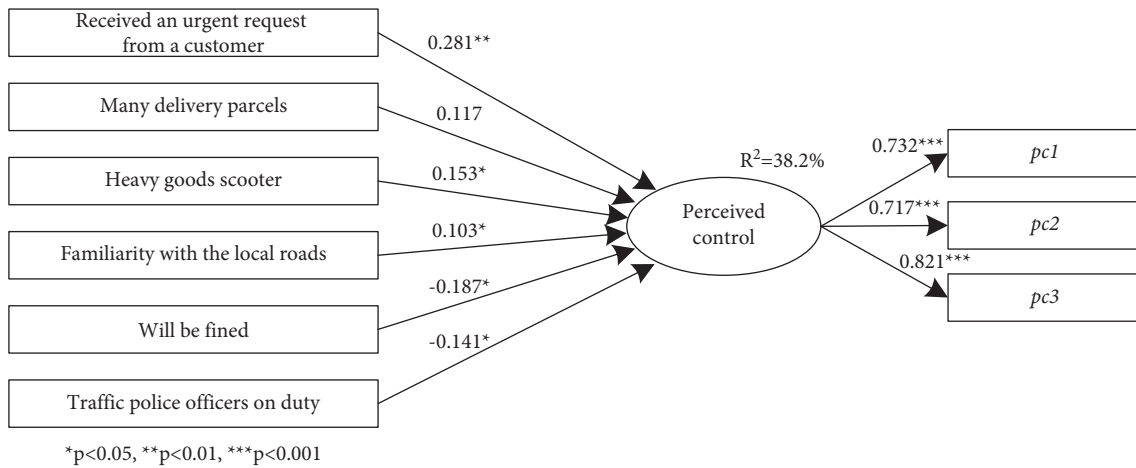 Received an urgent request
from a customer
0.281**
Many delivery parcels
0.117
Heavy goods scooter
0.153*
Familiarity with the local roads
0.103*
Will be fined
-0.187*
Traffic police officers on duty
-0.141*
R²=38.2%
Perceived
control
0.732***
pc1
0.717***
pc2
0.821***
pc3
*p<0.05, **p<0.01, ***p<0.001